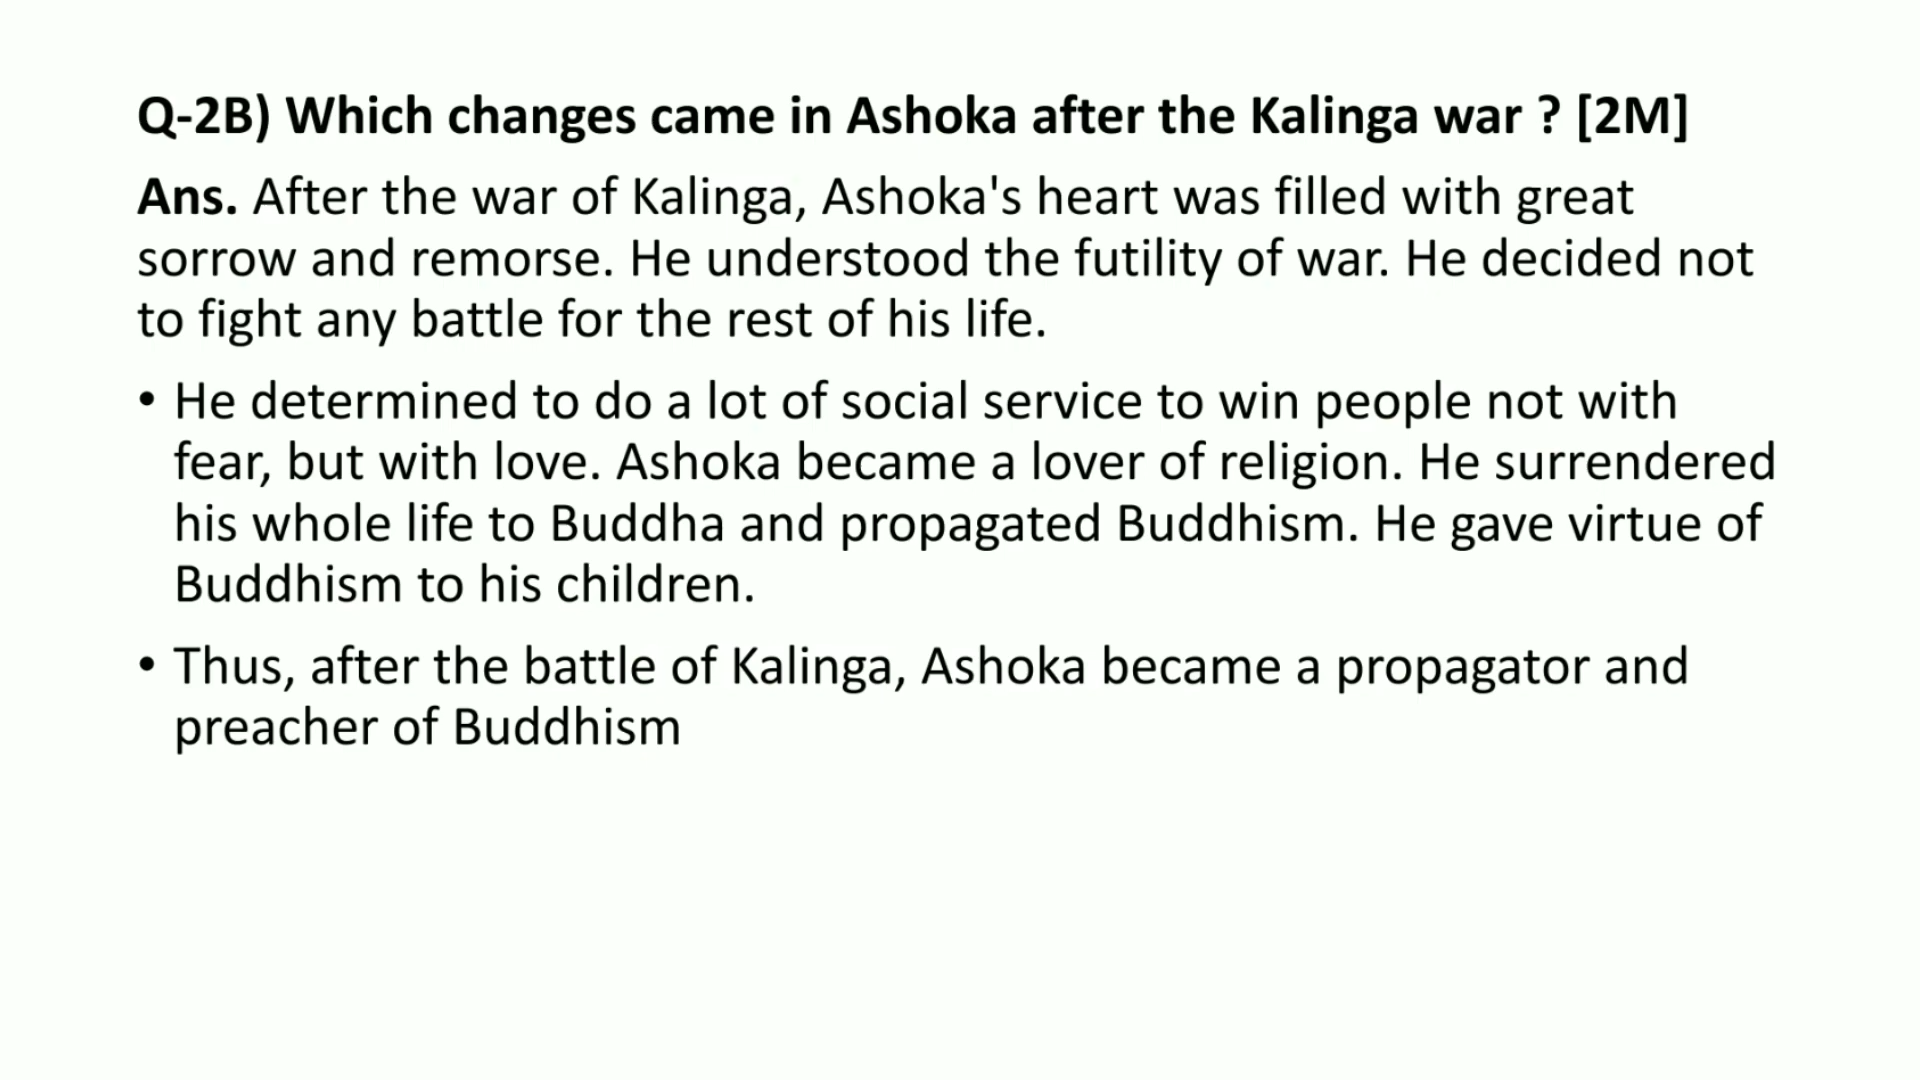 Q-2B) Which changes came in Ashoka after the Kalinga war ? [2M]
Ans. After the war of Kalinga, Ashoka's heart was filled with great
sorrow and remorse. He understood the futility of war. He decided not
to fight any battle for the rest of his life.
• He determined to do a lot of social service to win people not with
fear, but with love. Ashoka became a lover of religion. He surrendered
his whole life to Buddha and propagated Buddhism. He gave virtue of
Buddhism to his children.
• Thus, after the battle of Kalinga, Ashoka became a propagator and
preacher of Buddhism